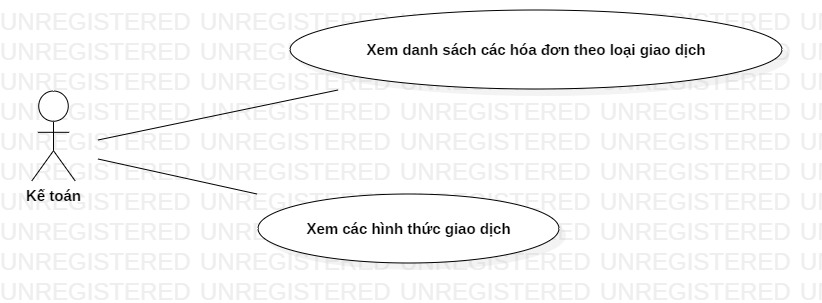 Xem danh sách các hóa đơn theo loại giao dịch
Kế toán
Xem các hình thức giao dịch
UNREGISTERED UNREGISTERED UNREGISTERED UNREGISTERED